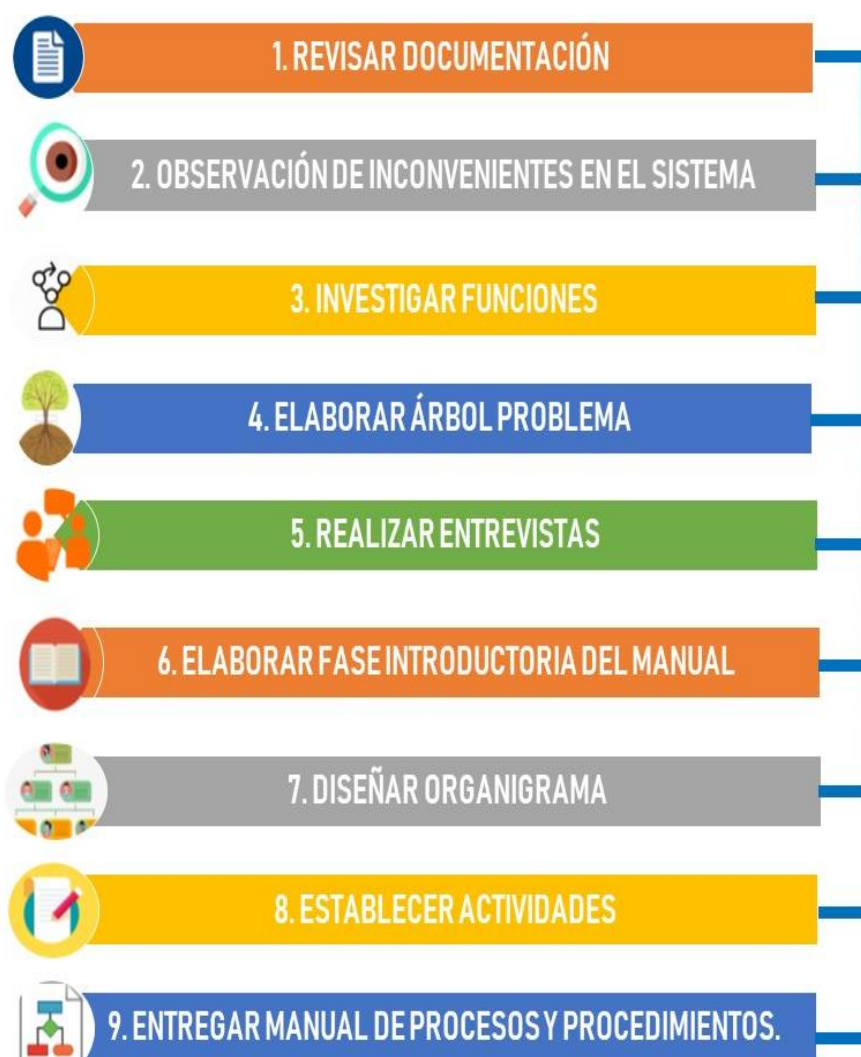 1. REVISAR DOCUMENTACIÓN
2. OBSERVACIÓN DE INCONVENIENTES EN EL SISTEMA
3. INVESTIGAR FUNCIONES
4. ELABORAR ÁRBOL PROBLEMA
5. REALIZAR ENTREVISTAS
6. ELABORAR FASE INTRODUCTORIA DEL MANUAL
7. DISEÑAR ORGANIGRAMA
8. ESTABLECER ACTIVIDADES
9. ENTREGAR MANUAL DE PROCESOS Y PROCEDIMIENTOS.